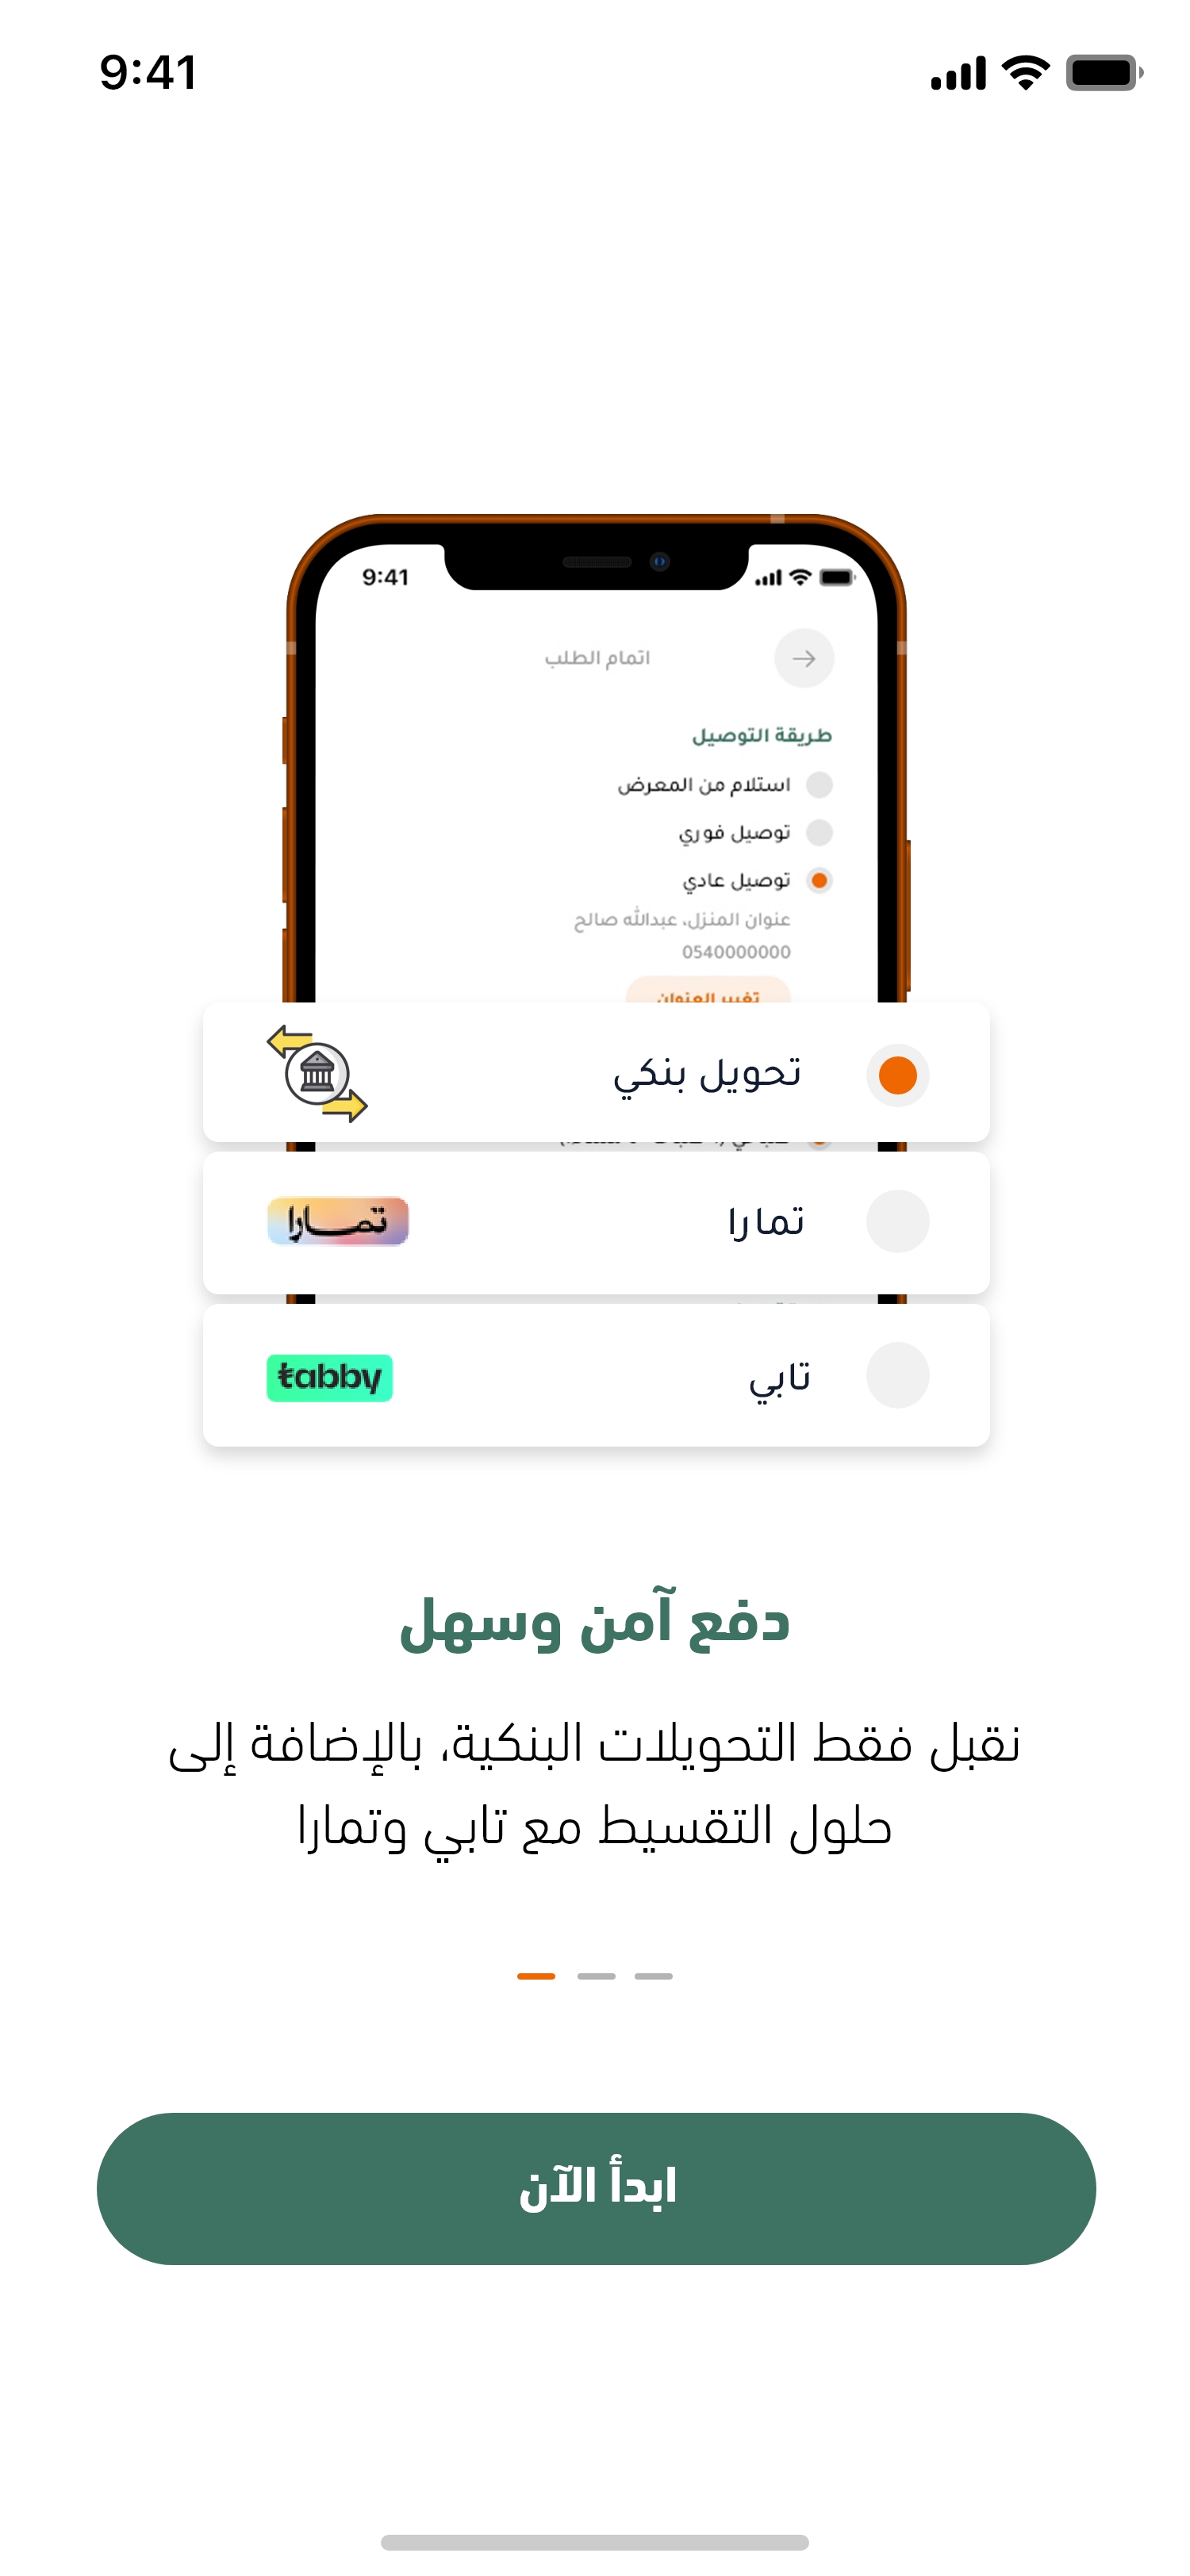 9:41
9:41
اتمام الطلب
طريقة التوصيل
استلام من المعرض
توصيل فوري
توصيل عادي
عنوان المنزل، عبدالله صالح
0540000000
تغيير العنوان
تحويل بنكي
تمارا
تمارا
تابي
tabby
دفع آمن وسهل
نقبل فقط التحويلات البنكية، بالإضافة إلى
حلول التقسيط مع تابي وتمارا
ابدأ الآن